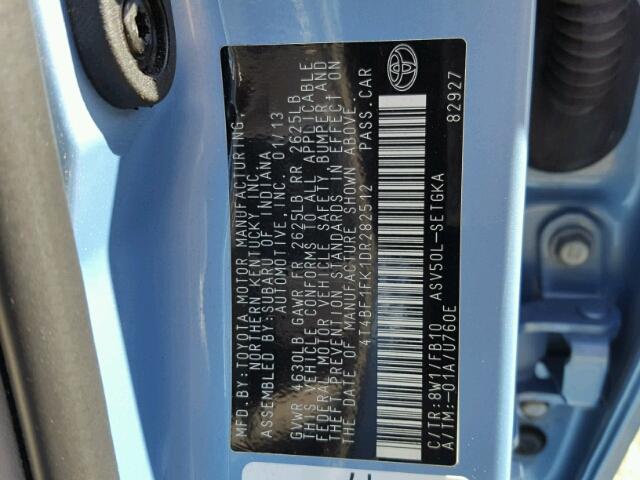 MFD.BY:TOYOTA MOTOR MANUFACTURING,
NORTHERN KENTUCKY,INC.
ASSEMBLED BY:SUBARU OF INDIANA
AUTOMOTIVE,INC. 01/13
GVWR 4630LB GAWR FR 2625LB RR 2625LB
THIS VEHICLE CONFORMS TO ALL APPLICABLE
FEDERAL MOTOR VEHICLE SAFETY, BUMPER AND
THEFT PREVENTION STANDARDS IN EFFECT ON
THE DATE OF MANUFACTURE SHOWN ABOVE.
4T4BF1FK1DR282512 PASS.CAR
C/TR:8W1/FB10 ASV50L-SETGKA
A/TM:-01A/U760E 82927